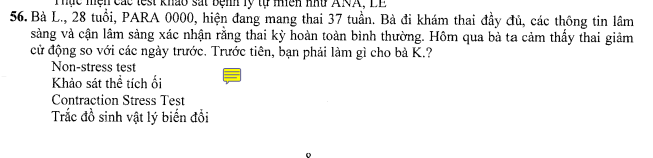 Thực hiện các test khảo sát bệnh lý tự miễn như ANA, LE
56. Bà L., 28 tuổi, PARA 0000, hiện đang mang thai 37 tuần. Bà đi khám thai đầy đủ, các thông tin lâm
sàng và cận lâm sàng xác nhận rằng thai kỳ hoàn toàn bình thường. Hôm qua bà ta cảm thấy thai giảm
cử động so với các ngày trước. Trước tiên, bạn phải làm gì cho bà K.?
Non-stress test
Khảo sát thể tích ối
Contraction Stress Test
Trắc đồ sinh vật lý biến đổi